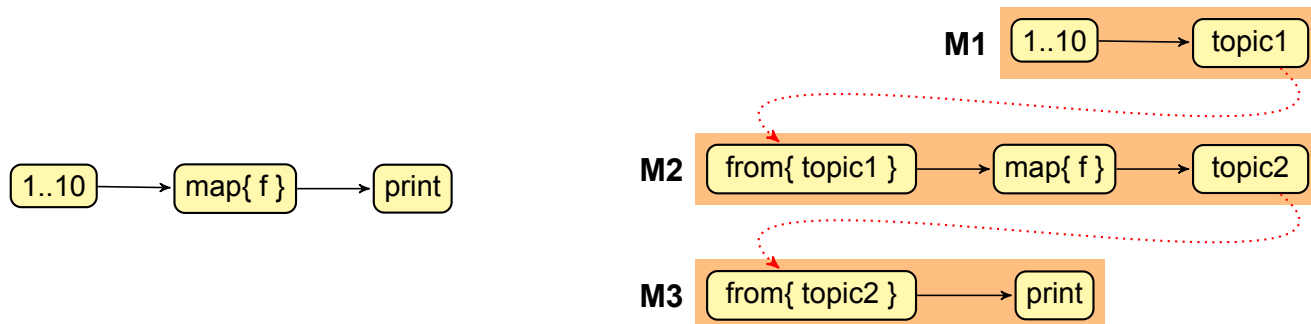 1..10 map{ f } print
M1 1..10 topic1
M2 from{ topic1 } map{ f } topic2
M3 from{ topic2 } print